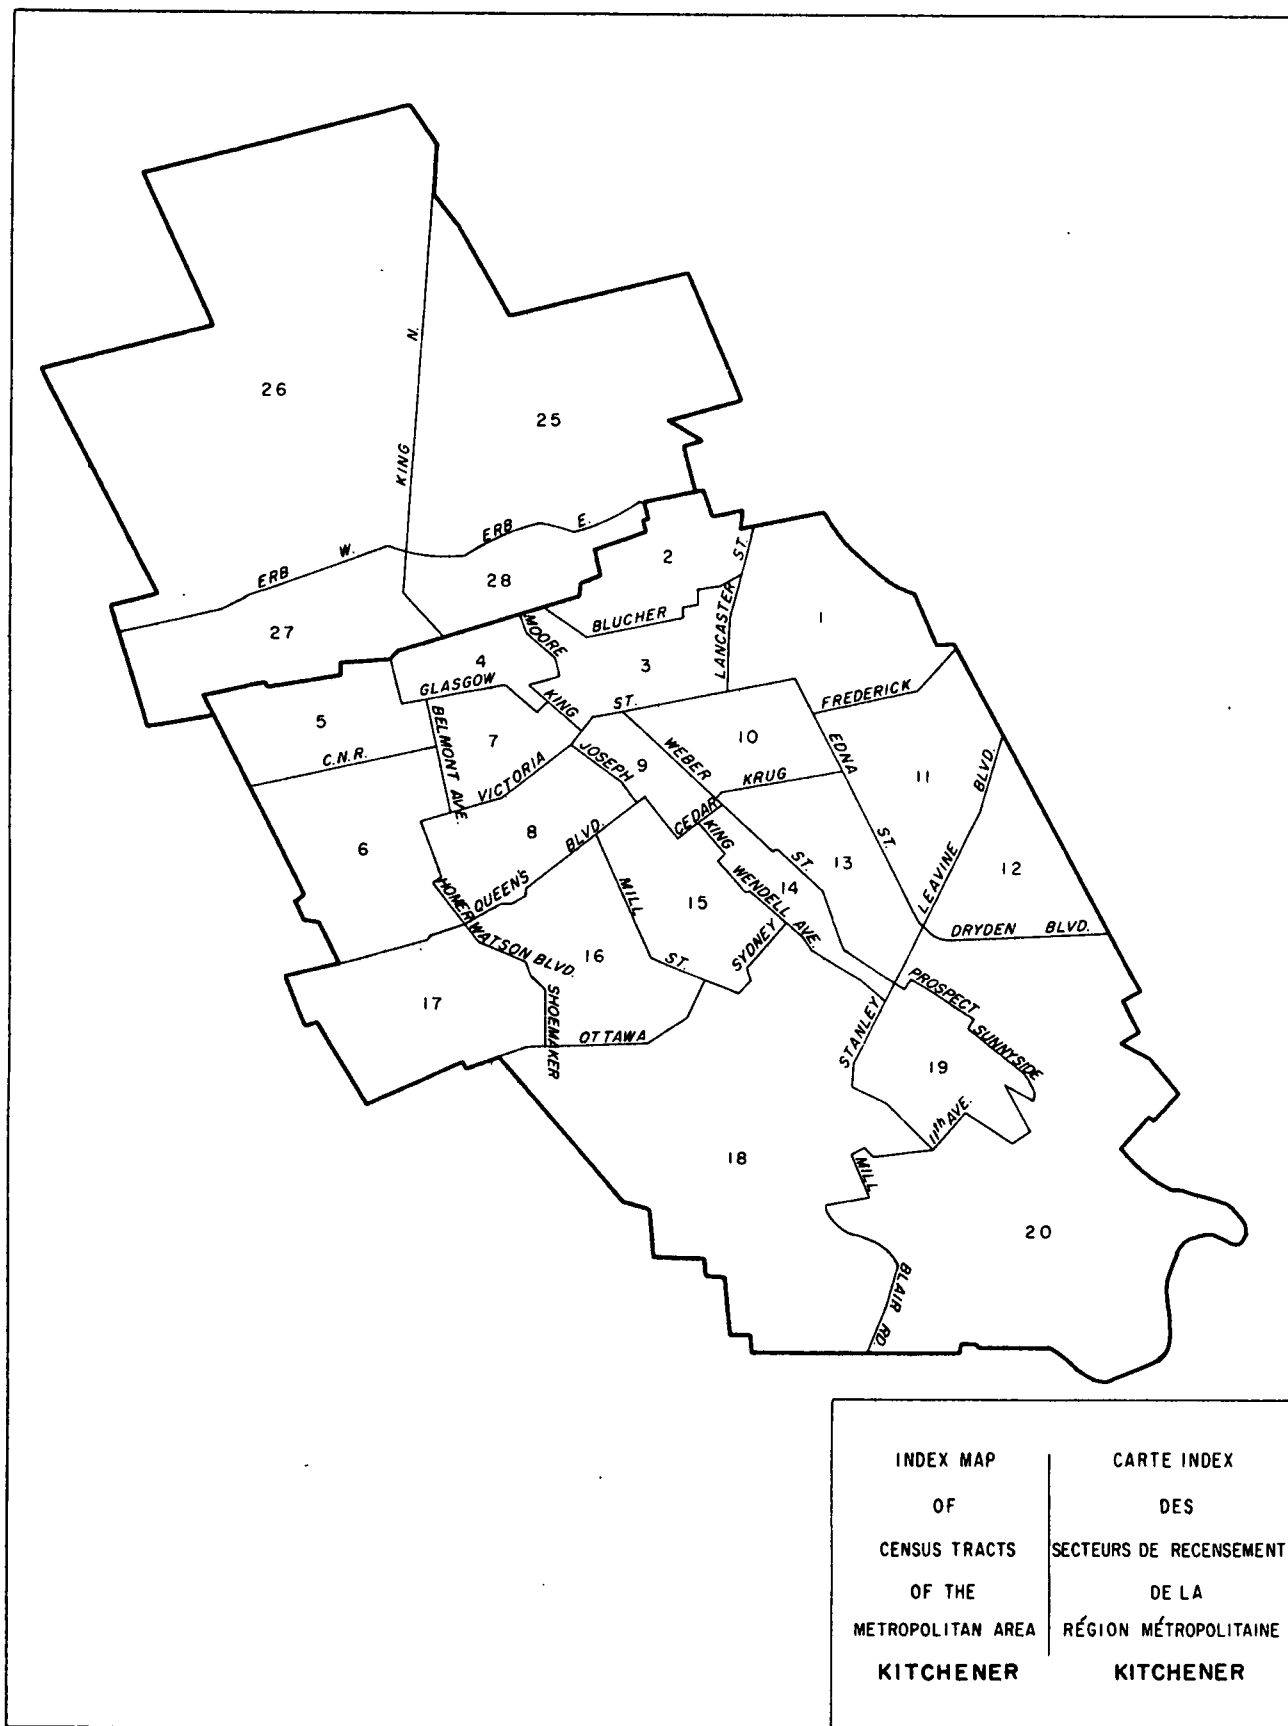 N.
26
25
KING
ERB E.
ERB W.
2
ST.
28
BLUCHER
LANCASTER
27
1
MOORE
4
3
GLASGOW
FREDERICK
KING
ST.
5
BELMONT AVE.
7
C.N.R.
10
EDNA
ST.
JOSEPH
9
WEBER
ST.
KRUG
11
LEAVINE BLVD.
VICTORIA
CEDAR
KING
8
6
QUEEN'S BLVD.
HOMER WATSON BLVD.
MILL ST.
15
14
13
12
WENDELL AVE.
SYDNEY
DRYDEN BLVD.
16
17
SHOEMAKER
OTTAWA
STANLEY
PROSPECT
SUNNYSIDE
19
11th AVE.
18
MILL
20
BLAIR RD.
INDEX MAP
OF
CENSUS TRACTS
OF THE
METROPOLITAN AREA
KITCHENER
CARTE INDEX
DES
SECTEURS DE RECENSEMENT
DE LA
RÉGION MÉTROPOLITAINE
KITCHENER